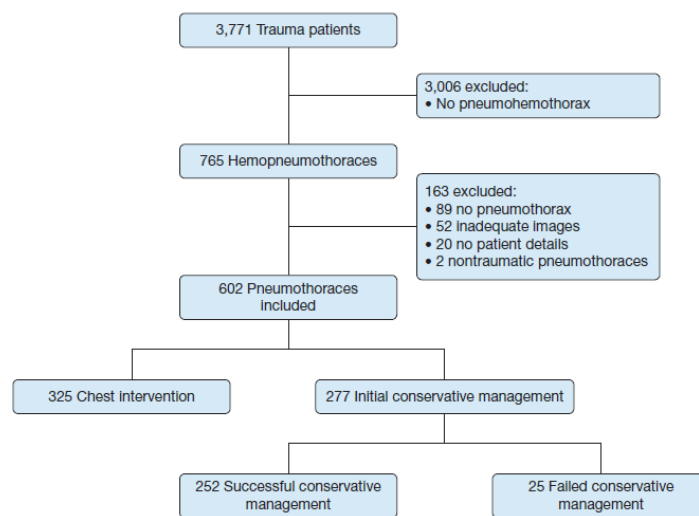 3,771 Trauma patients
3,006 excluded:
• No pneumohemothorax
765 Hemopneumothoraces
163 excluded:
• 89 no pneumothorax
• 52 inadequate images
• 20 no patient details
• 2 nontraumatic pneumothoraces
602 Pneumothoraces
included
325 Chest intervention
277 Initial conservative management
252 Successful conservative
management
25 Failed conservative
management